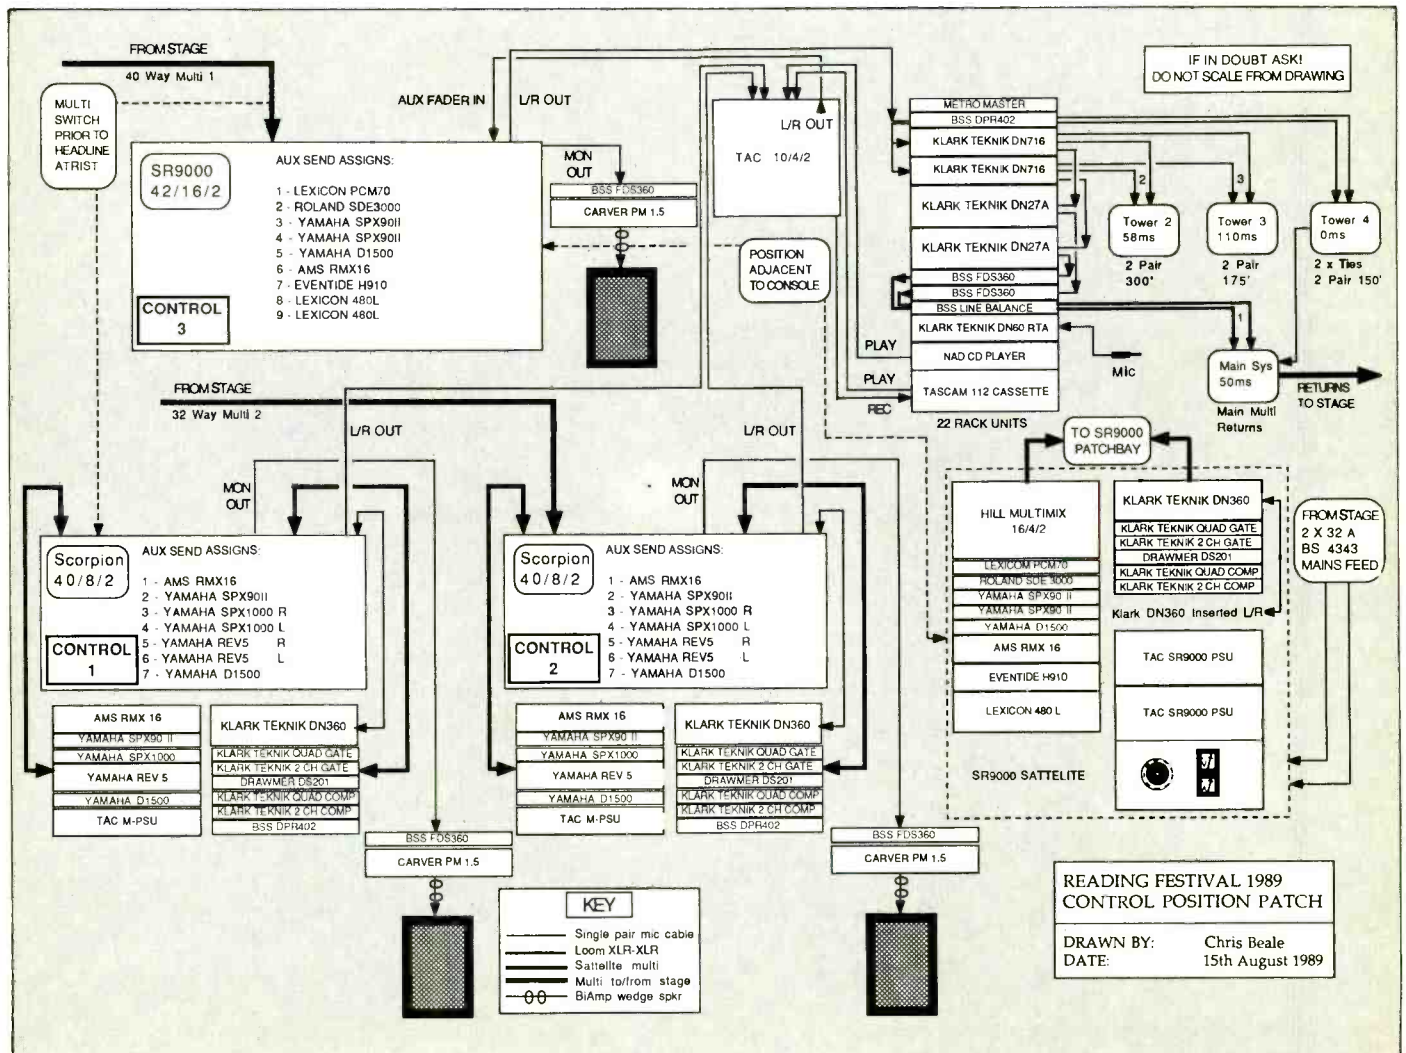 FROM STAGE
40 Way Multi 1
MULTI
SWITCH
PRIOR TO
HEADLINE
ATRIST
AUX FADER IN
L/R OUT
SR9000
42/16/2
AUX SEND ASSIGNS:
1 - LEXICON PCM70
2 - ROLAND SDE3000
3 - YAMAHA SPX90II
4 - YAMAHA SPX90II
5 - YAMAHA D1500
6 - AMS RMX16
7 - EVENTIDE H910
8 - LEXICON 480L
9 - LEXICON 480L
CONTROL
3
MON
OUT
BSS FDS360
CARVER PM 1.5
L/R OUT
TAC 10/4/2
POSITION
ADJACENT
TO CONSOLE
METRO MASTER
BSS DPR402
KLARK TEKNIK DN716
KLARK TEKNIK DN716
KLARK TEKNIK DN27A
KLARK TEKNIK DN27A
BSS FDS360
BSS FDS360
BSS LINE BALANCE
KLARK TEKNIK DN60 RTA
NAD CD PLAYER
TASCAM 112 CASSETTE
22 RACK UNITS
PLAY
PLAY
REC
Mic
IF IN DOUBT ASK!
DO NOT SCALE FROM DRAWING
2
3
Tower 2
58ms
2 Pair
300'
Tower 3
110ms
2 Pair
175'
Tower 4
0ms
2 x Ties
2 Pair 150'
1
Main Sys
50ms
Main Multi
Returns
RETURNS
TO STAGE
FROM STAGE
32 Way Multi 2
L/R OUT
MON
OUT
Scorpion
40/8/2
AUX SEND ASSIGNS:
1 - AMS RMX16
2 - YAMAHA SPX90II
3 - YAMAHA SPX1000 R
4 - YAMAHA SPX1000 L
5 - YAMAHA REV5 R
6 - YAMAHA REV5 L
7 - YAMAHA D1500
CONTROL
1
AMS RMX 16
YAMAHA SPX90 II
YAMAHA SPX1000
YAMAHA REV 5
YAMAHA D1500
TAC M-PSU
KLARK TEKNIK DN360
KLARK TEKNIK QUAD GATE
KLARK TEKNIK 2 CH GATE
DRAWMER DS201
KLARK TEKNIK QUAD COMP
KLARK TEKNIK 2 CH COMP
BSS DPR402
BSS FDS360
CARVER PM 1.5
L/R OUT
MON
OUT
Scorpion
40/8/2
AUX SEND ASSIGNS:
1 - AMS RMX16
2 - YAMAHA SPX90II
3 - YAMAHA SPX1000 R
4 - YAMAHA SPX1000 L
5 - YAMAHA REV5 R
6 - YAMAHA REV5 L
7 - YAMAHA D1500
CONTROL
2
AMS RMX 16
YAMAHA SPX90 II
YAMAHA SPX1000
YAMAHA REV 5
YAMAHA D1500
TAC M-PSU
KLARK TEKNIK DN360
KLARK TEKNIK QUAD GATE
KLARK TEKNIK 2 CH GATE
DRAWMER DS201
KLARK TEKNIK QUAD COMP
KLARK TEKNIK 2 CH COMP
BSS DPR402
BSS FDS360
CARVER PM 1.5
TO SR9000
PATCHBAY
HILL MULTIMIX
16/4/2
LEXICOM PCM70
ROLAND SDE 3000
YAMAHA SPX90 II
YAMAHA SPX90 II
YAMAHA D1500
AMS RMX 16
EVENTIDE H910
LEXICON 480 L
KLARK TEKNIK DN360
KLARK TEKNIK QUAD GATE
KLARK TEKNIK 2 CH GATE
DRAWMER DS201
KLARK TEKNIK QUAD COMP
KLARK TEKNIK 2 CH COMP
Klark DN360 Inserted L/R
TAC SR9000 PSU
TAC SR9000 PSU
SR9000 SATTELITE
FROM STAGE
2 X 32 A
BS 4343
MAINS FEED
KEY
Single pair mic cable
Loom XLR-XLR
Sattelite multi
Multi to/from stage
BiAmp wedge spkr
READING FESTIVAL 1989
CONTROL POSITION PATCH
DRAWN BY: Chris Beale
DATE: 15th August 1989